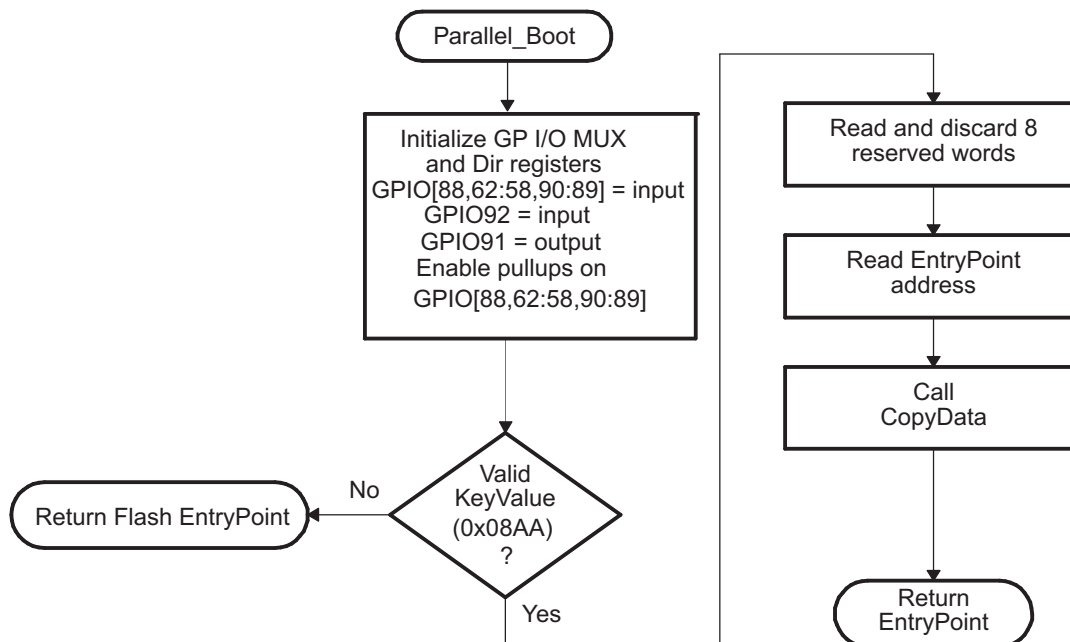 Parallel_Boot
Initialize GP I/O MUX
and Dir registers
GPIO[88,62:58,90:89] = input
GPIO92 = input
GPIO91 = output
Enable pullups on
GPIO[88,62:58,90:89]
Valid
KeyValue
(0x08AA)
?
No
Return Flash EntryPoint
Yes
Read and discard 8
reserved words
Read EntryPoint
address
Call
CopyData
Return
EntryPoint